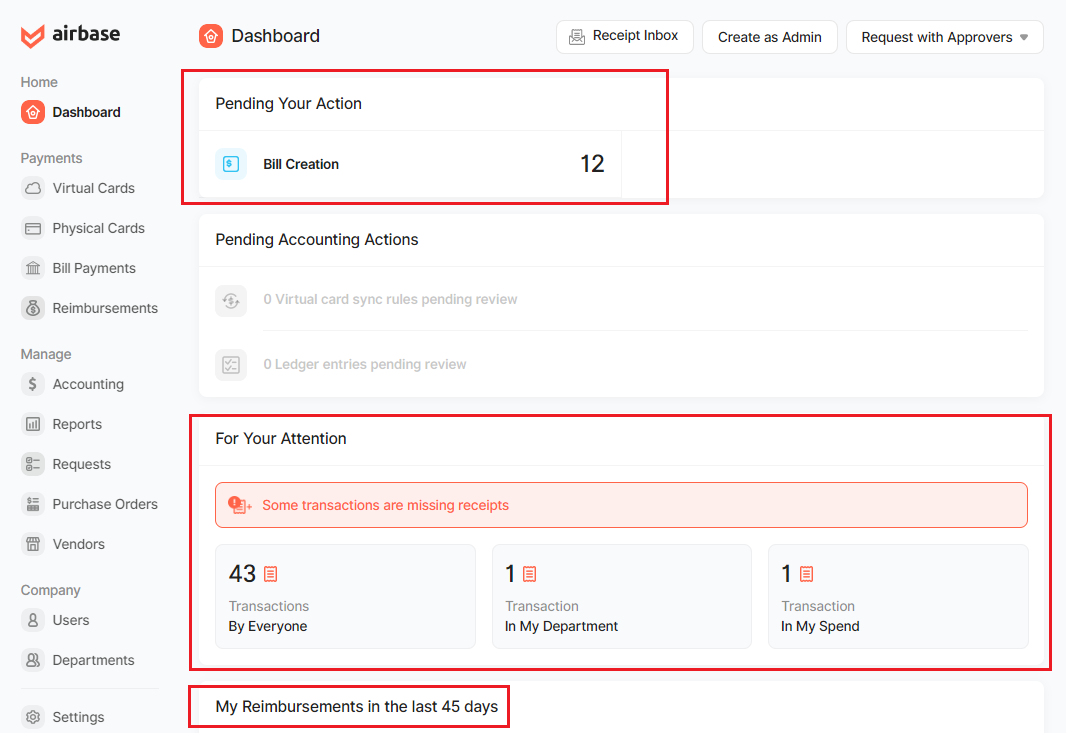 airbase
Home
Dashboard
Payments
Virtual Cards
Physical Cards
Bill Payments
Reimbursements
Manage
Accounting
Reports
Requests
Purchase Orders
Vendors
Company
Users
Departments
Settings
Dashboard
Receipt Inbox
Create as Admin
Request with Approvers
Pending Your Action
Bill Creation 12
Pending Accounting Actions
0 Virtual card sync rules pending review
0 Ledger entries pending review
For Your Attention
Some transactions are missing receipts
43
Transactions
By Everyone
1
Transaction
In My Department
1
Transaction
In My Spend
My Reimbursements in the last 45 days